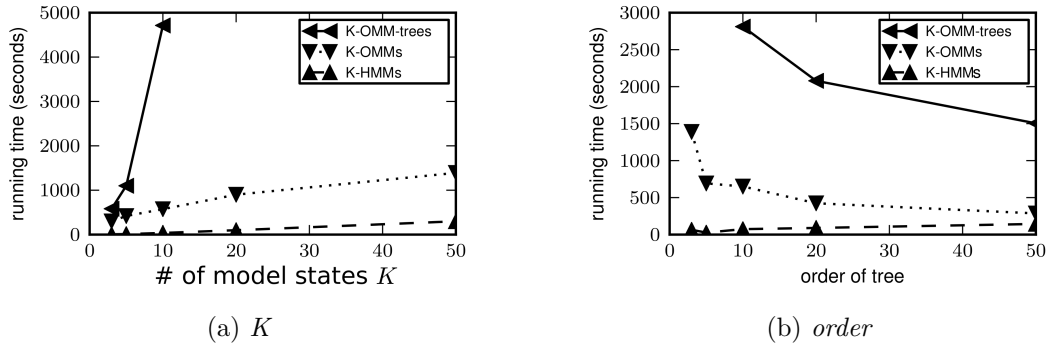 5000
4000
3000
2000
1000
0
0 10 20 30 40 50
running time (seconds)
# of model states K
K-OMM-trees
K-OMMs
K-HMMs
(a) K
3000
2500
2000
1500
1000
500
0
0 10 20 30 40 50
running time (seconds)
order of tree
K-OMM-trees
K-OMMs
K-HMMs
(b) order